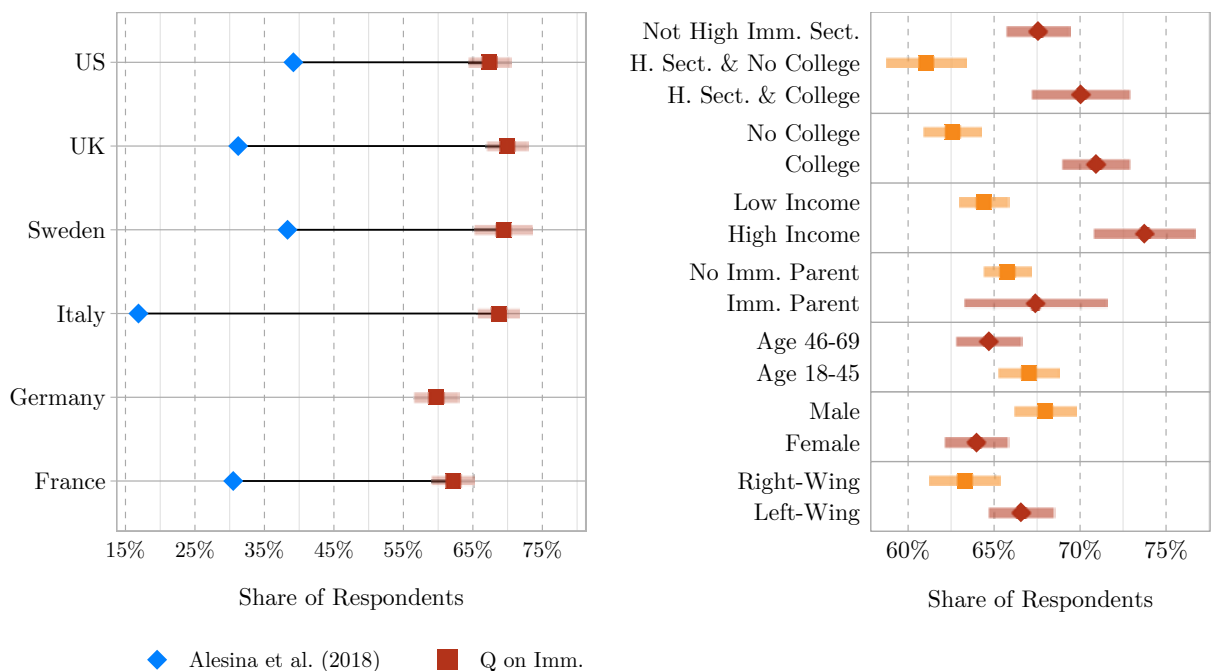 US
UK
Sweden
Italy
Germany
France
15% 25% 35% 45% 55% 65% 75%
Share of Respondents
Alesina et al. (2018) Q on Imm.
Not High Imm. Sect.
H. Sect. & No College
H. Sect. & College
No College
College
Low Income
High Income
No Imm. Parent
Imm. Parent
Age 46-69
Age 18-45
Male
Female
Right-Wing
Left-Wing
60% 65% 70% 75%
Share of Respondents